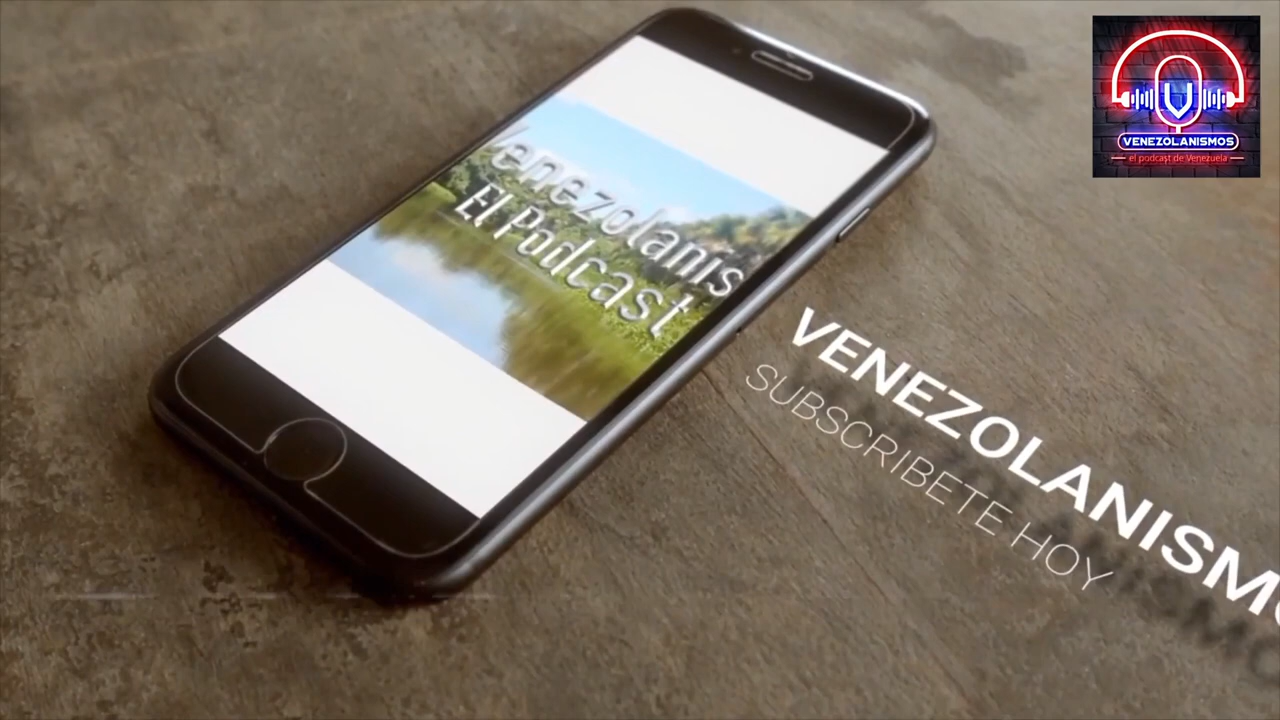 VENEZOLANISMOS
el podcast de Venezuela
Venezolanis
El Podcast
VENEZOLANISMO
SUBSCRIBETE HOY